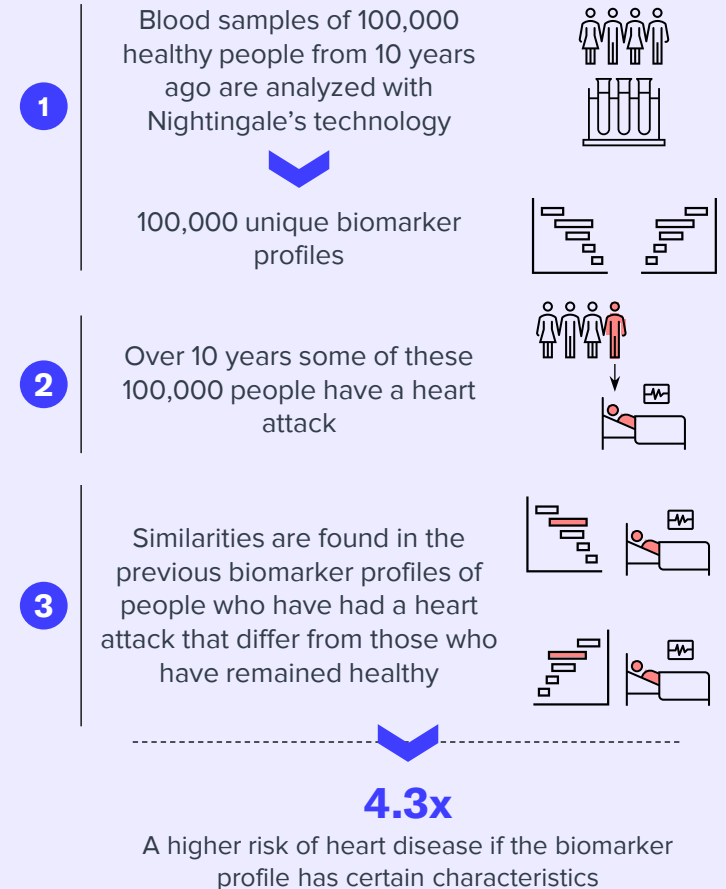 1
Blood samples of 100,000
healthy people from 10 years
ago are analyzed with
Nightingale’s technology
100,000 unique biomarker
profiles
2
Over 10 years some of these
100,000 people have a heart
attack
3
Similarities are found in the
previous biomarker profiles of
people who have had a heart
attack that differ from those who
have remained healthy
4.3x
A higher risk of heart disease if the biomarker
profile has certain characteristics